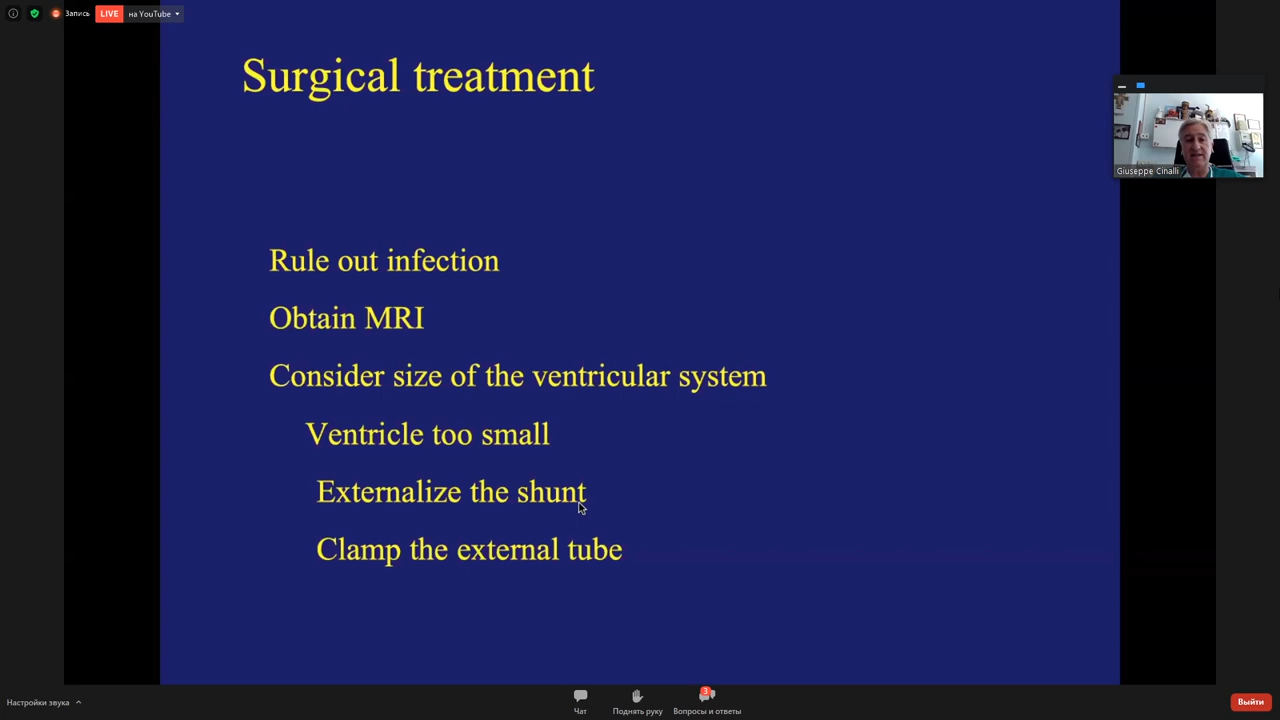 Запись
LIVE на YouTube
Surgical treatment
Giuseppe Cinalli
Rule out infection
Obtain MRI
Consider size of the ventricular system
Ventricle too small
Externalize the shunt
Clamp the external tube
Настройки звука
Чат
Поднять руку
3
Вопросы и ответы
Выйти